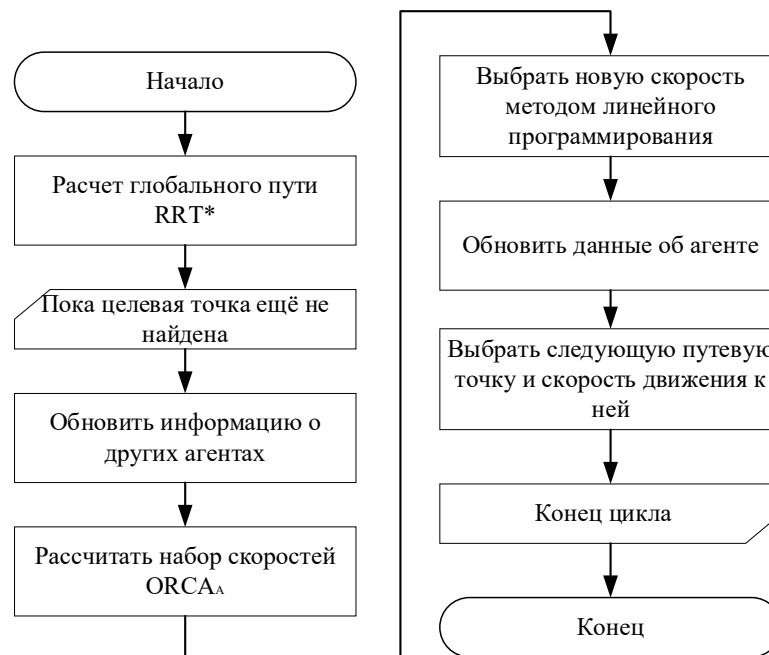 Начало
Расчет глобального пути
RRT*
Пока целевая точка ещё не
найдена
Обновить информацию о
других агентах
Рассчитать набор скоростей
ORCAA
Выбрать новую скорость
методом линейного
программирования
Обновить данные об агенте
Выбрать следующую путевую
точку и скорость движения к
ней
Конец цикла
Конец